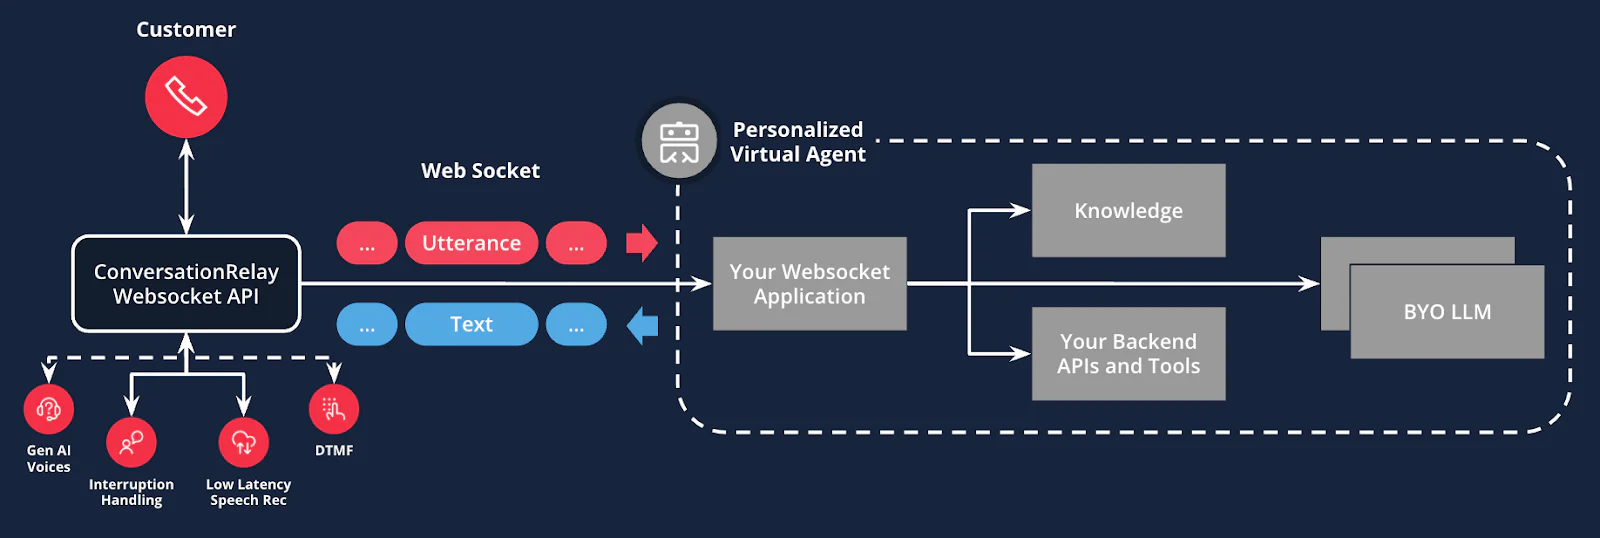 Customer
Personalized
Virtual Agent
Web Socket
... Utterance ...
Knowledge
ConversationRelay
Websocket API
Your Websocket
Application
... Text ...
BYO LLM
Your Backend
APIs and Tools
Gen AI
Voices
Interruption
Handling
Low Latency
Speech Rec
DTMF